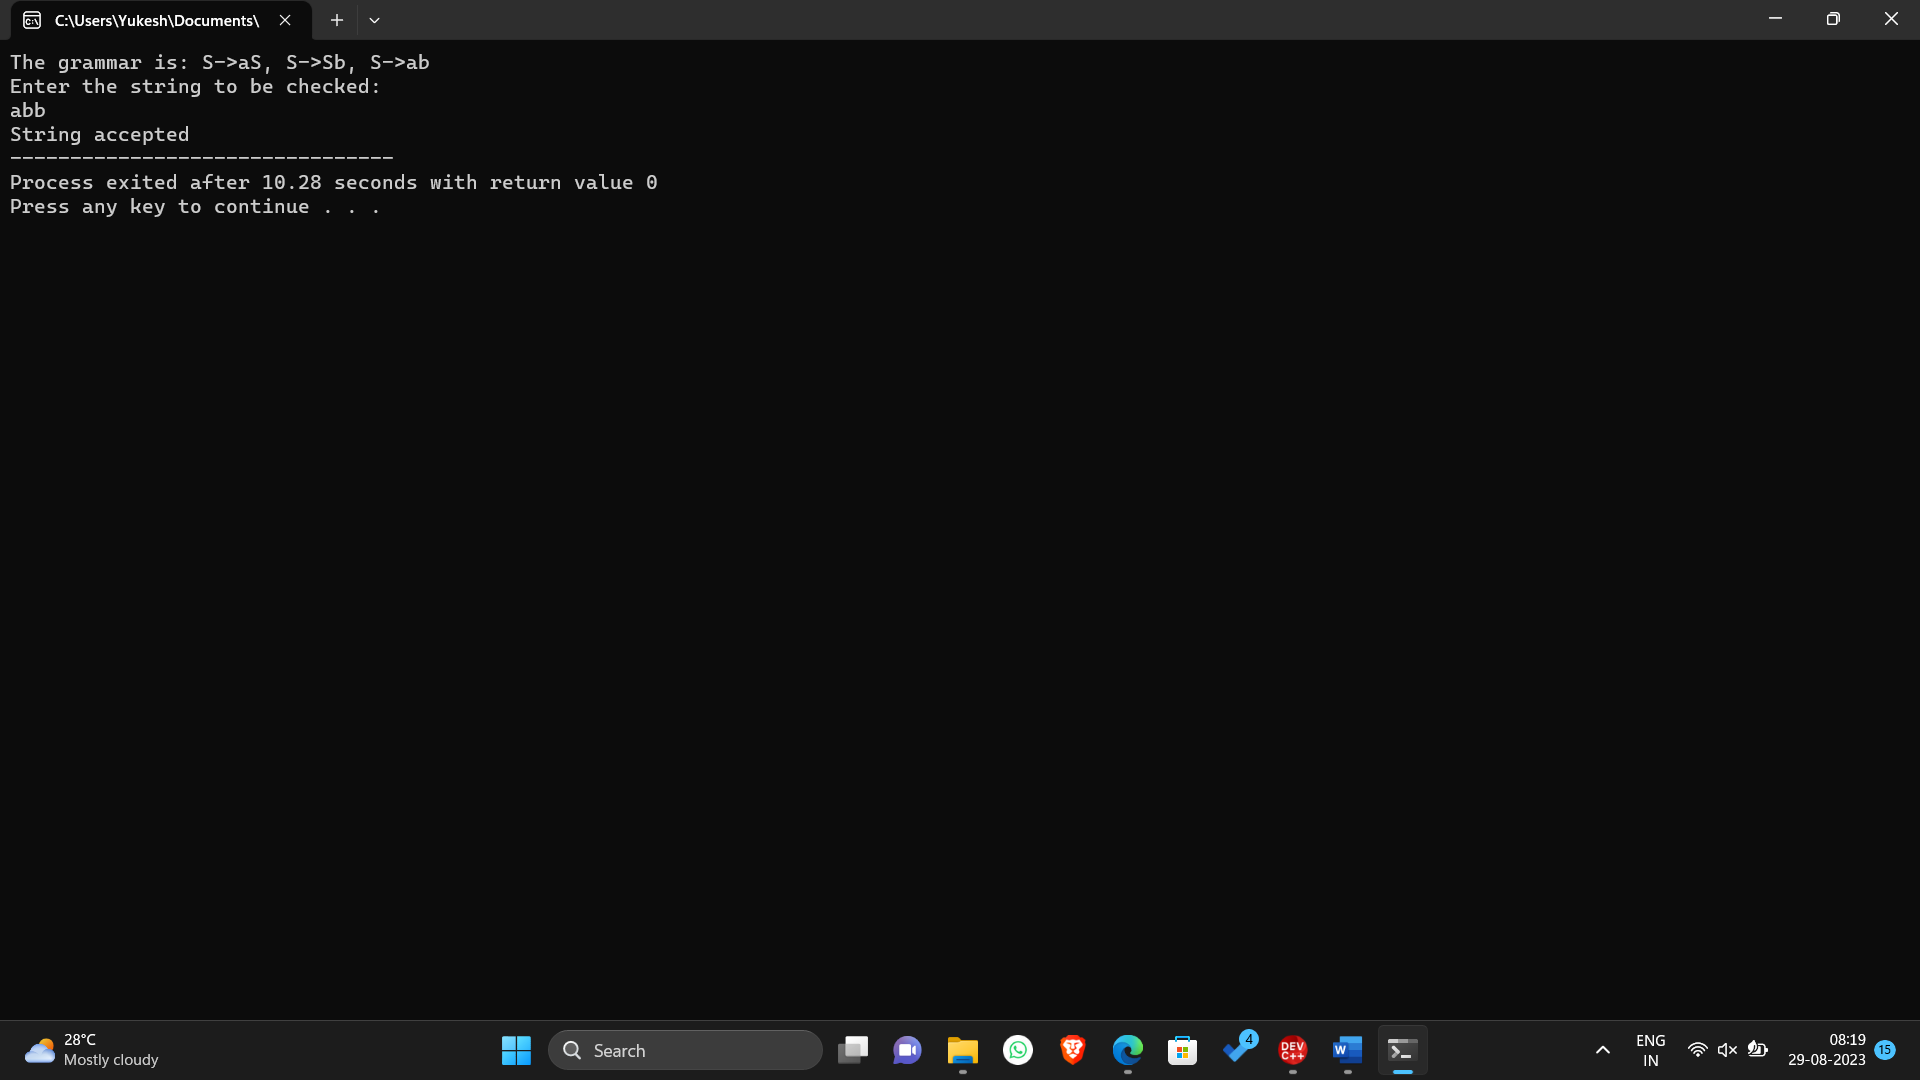 C:\Users\Yukesh\Documents\
The grammar is: S->aS, S->Sb, S->ab
Enter the string to be checked:
abb
String accepted
--------------------------------
Process exited after 10.28 seconds with return value 0
Press any key to continue . . .
28°C
Mostly cloudy
Search
4
DEV
C++
W
ENG
IN
08:19
29-08-2023
15